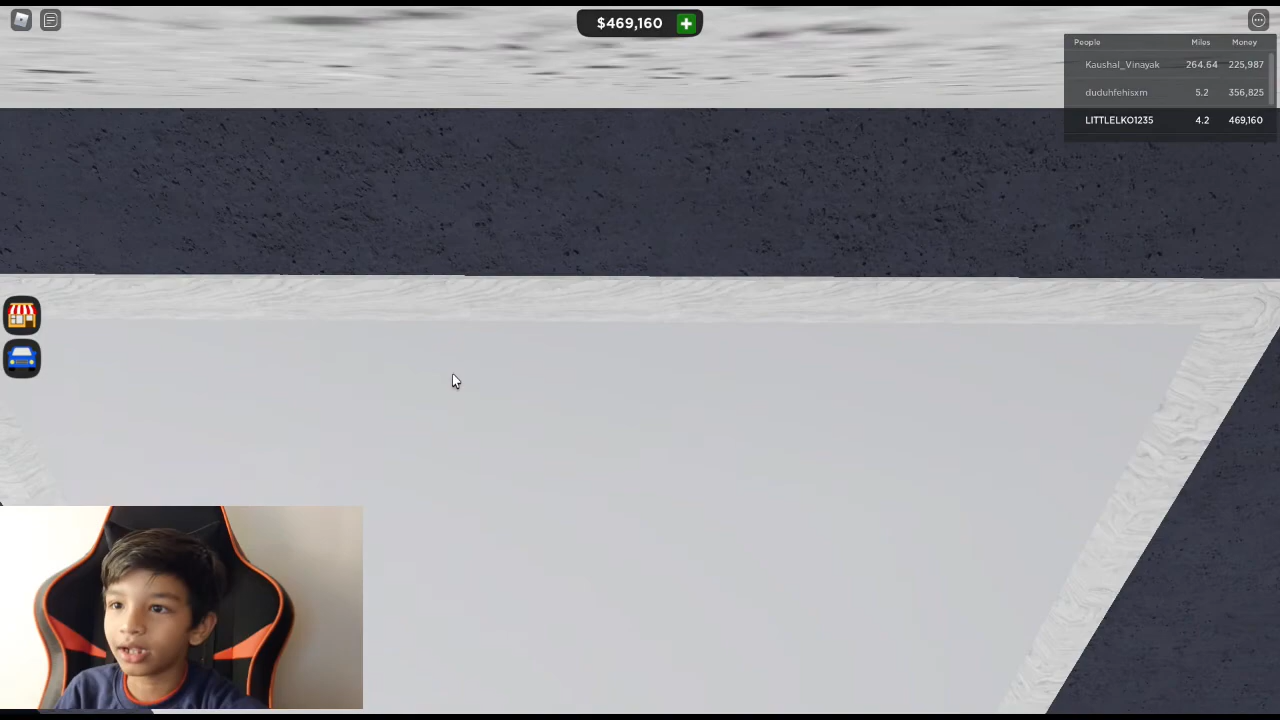 $469,160
People Miles Money
Kaushal_Vinayak 264.64 225,987
duduhfehisxm 5.2 356,825
LITTLELKO1235 4.2 469,160